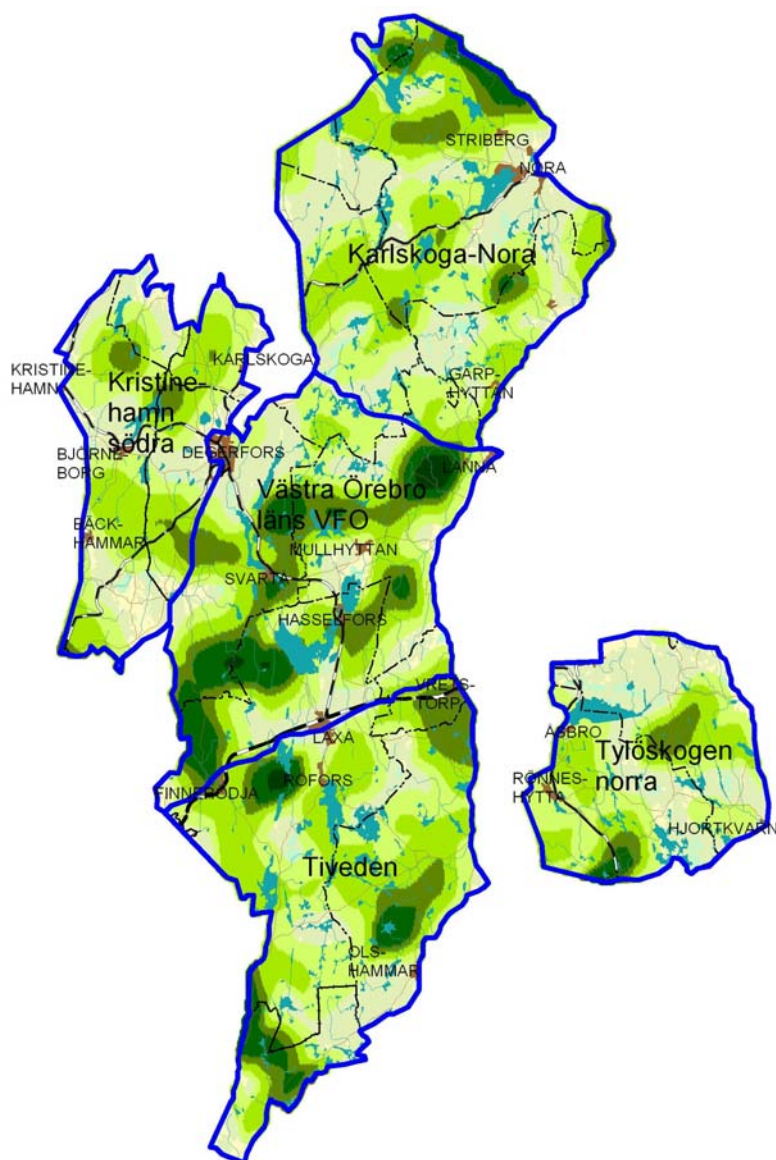 STRIBERG
NORA
Karlskoga-Nora
KARLSKOGA
KRISTINE-
HAMN
Kristine-
hamn
södra
GARP-
HYTTAN
BJÖRNE-
BORG
DEGERFORS
LANNA
Västra Örebro
läns VFO
BÄCK-
HAMMAR
MULLHYTTAN
SVARTÅ
HASSELFORS
VRETS-
TORP
LAXÅ
ÅSBRO
Tylöskogen
norra
RÖNNES-
HYTTA
FINNERÖDJA
RÖFORS
HJORTKVARN
Tiveden
OLS-
HAMMAR